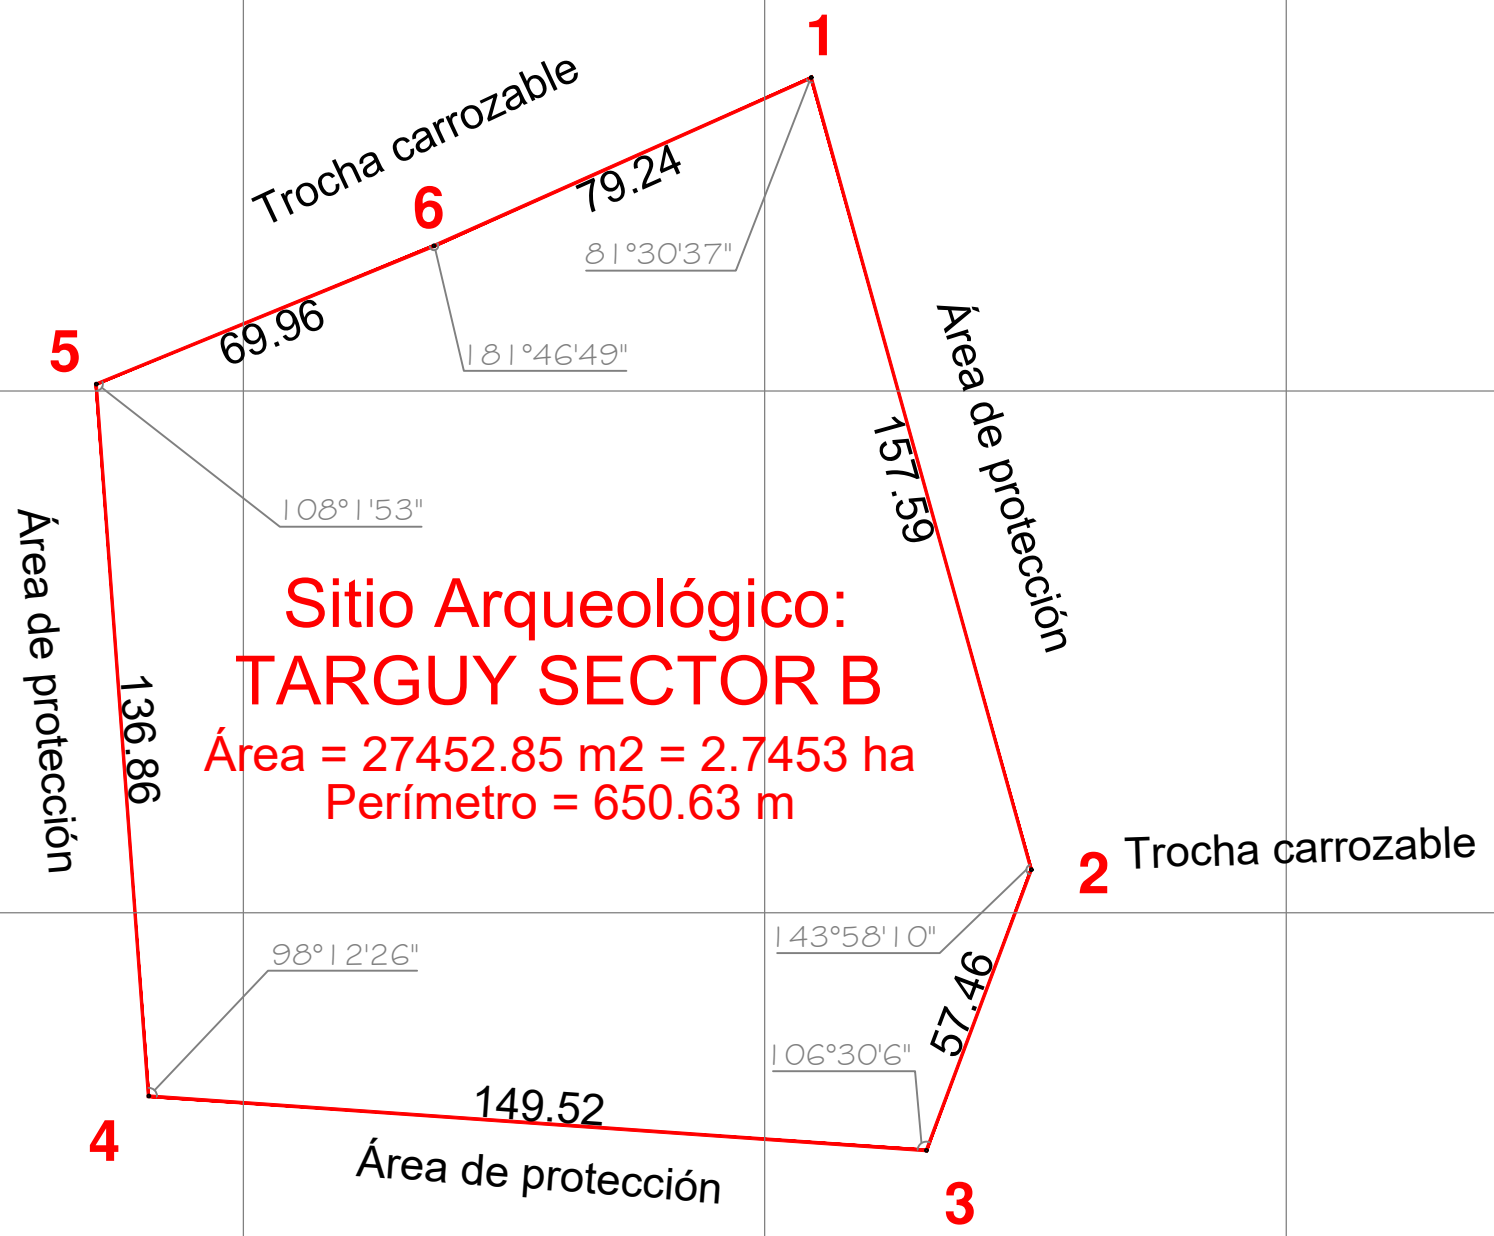 1
Trocha carrozable
79.24
6
81°30'37"
69.96
181°46'49"
5
Área de protección
157.59
108°1'53"
Área de protección
Sitio Arqueológico:
TARGUY SECTOR B
136.86
Área = 27452.85 m2 = 2.7453 ha
Perímetro = 650.63 m
2
Trocha carrozable
143°58'10"
98°12'26"
57.46
106°30'6"
149.52
4
Área de protección
3